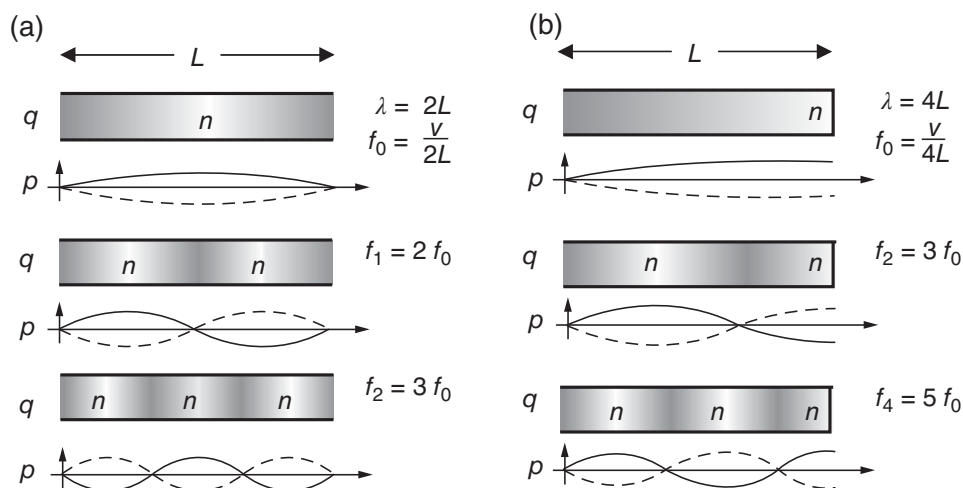 (a)
L
q
n
λ = 2L
f₀ = v/2L
p
q
n n
f₁ = 2 f₀
p
q
n n n
f₂ = 3 f₀
p
(b)
L
q
n
λ = 4L
f₀ = v/4L
p
q
n n
f₂ = 3 f₀
p
q
n n n
f₄ = 5 f₀
p